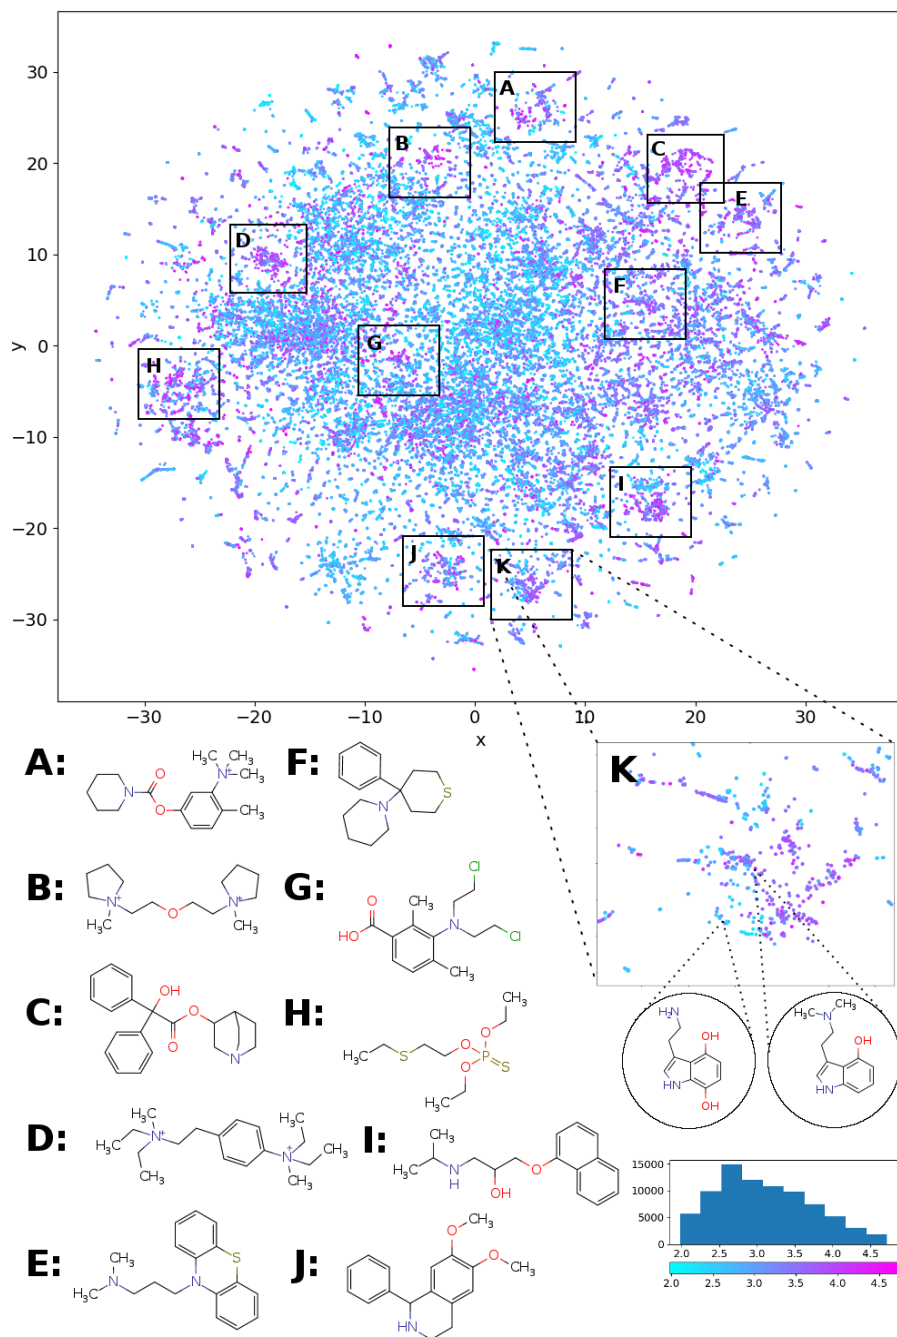 A
B
C
E
D
F
G
H
I
J
K
30
20
10
0
−10
−20
−30
y
−30 −20 −10 0 10 20 30
x
A:
H₃C CH₃
N⁺ CH₃
O
N
O CH₃
B:
N⁺ N⁺
H₃C O CH₃
C:
OH
O
O
N
D:
CH₃ H₃C
H₃C N⁺ N⁺ CH₃
CH₃
CH₃
E:
CH₃ S
N N
H₃C
F:
S
N
G:
Cl
O CH₃
HO N
Cl
CH₃
H:
CH₃
O
H₃C S O P S
O
CH₃
I:
CH₃
H₃C N O
H OH
J:
O CH₃
O CH₃
HN
K
NH₂
OH
HN
OH
CH₃
H₃C N
OH
HN
15000
10000
5000
0
2.0 2.5 3.0 3.5 4.0 4.5
2.0 2.5 3.0 3.5 4.0 4.5